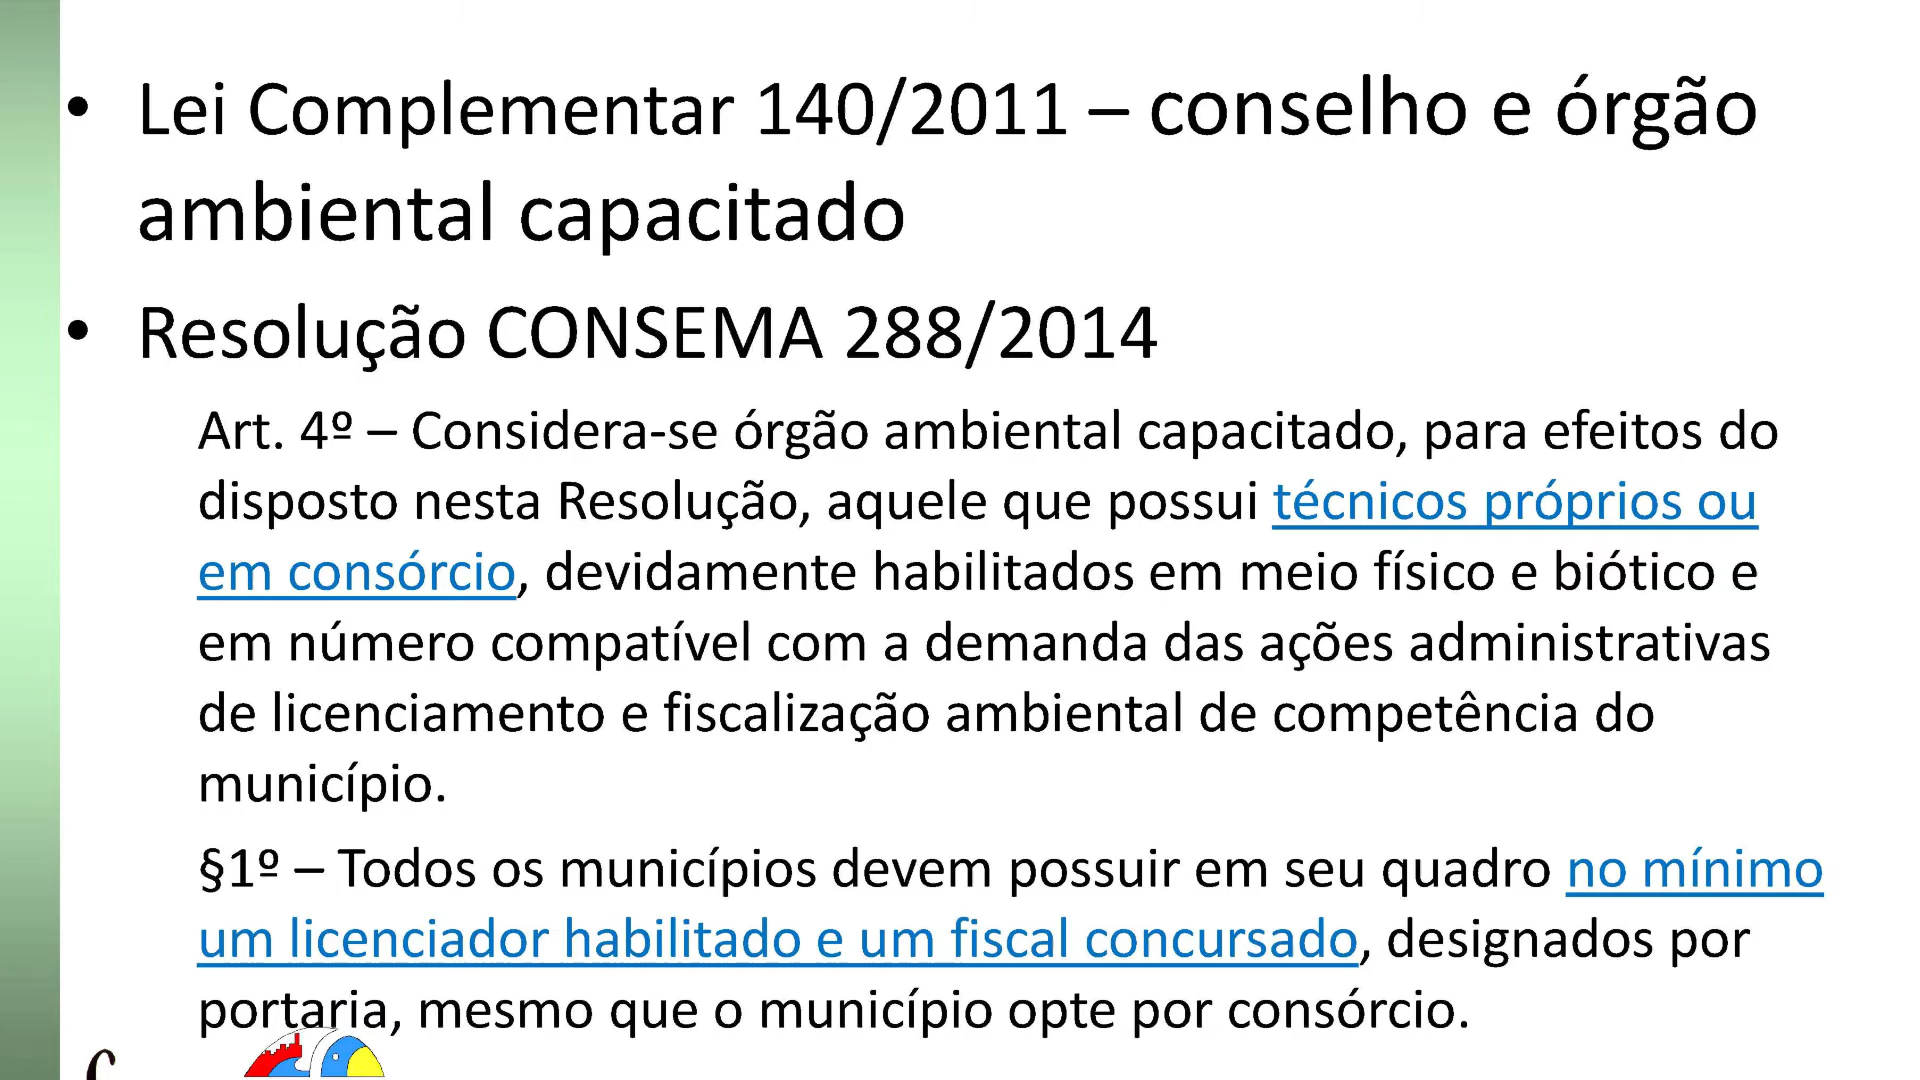 • Lei Complementar 140/2011 – conselho e órgão
ambiental capacitado
• Resolução CONSEMA 288/2014
Art. 4º – Considera-se órgão ambiental capacitado, para efeitos do
disposto nesta Resolução, aquele que possui técnicos próprios ou
em consórcio, devidamente habilitados em meio físico e biótico e
em número compatível com a demanda das ações administrativas
de licenciamento e fiscalização ambiental de competência do
município.
§1º – Todos os municípios devem possuir em seu quadro no mínimo
um licenciador habilitado e um fiscal concursado, designados por
portaria, mesmo que o município opte por consórcio.